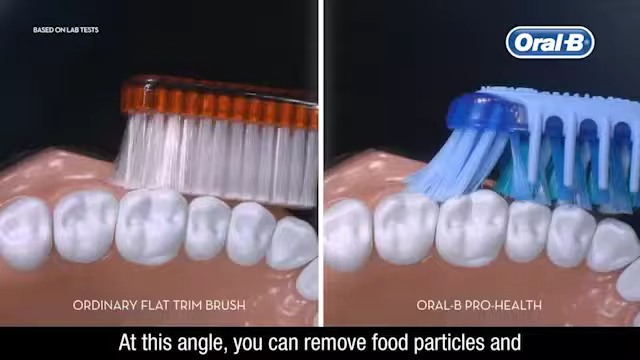 BASED ON LAB TESTS
Oral-B
ORDINARY FLAT TRIM BRUSH
ORAL-B PRO-HEALTH
At this angle, you can remove food particles and